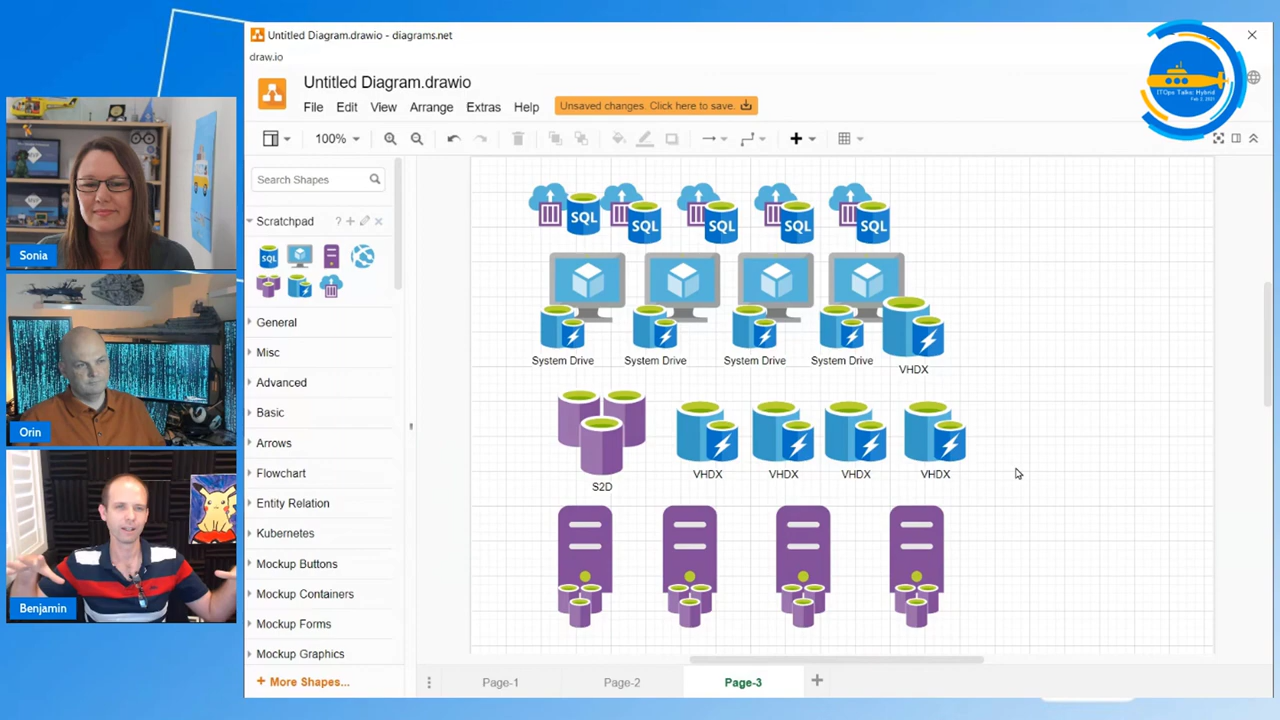 Untitled Diagram.drawio - diagrams.net
draw.io
Untitled Diagram.drawio
File Edit View Arrange Extras Help
Unsaved changes. Click here to save.
100%
Search Shapes
Scratchpad
?
SQL
General
Misc
Advanced
Basic
Arrows
Flowchart
Entity Relation
Kubernetes
Mockup Buttons
Mockup Containers
Mockup Forms
Mockup Graphics
+ More Shapes...
SQL SQL SQL SQL SQL
System Drive System Drive System Drive System Drive
VHDX
S2D
VHDX VHDX VHDX VHDX
Page-1 Page-2 Page-3
Sonia
Orin
Benjamin
ITOps Talks: Hybrid
Feb 2, 2021